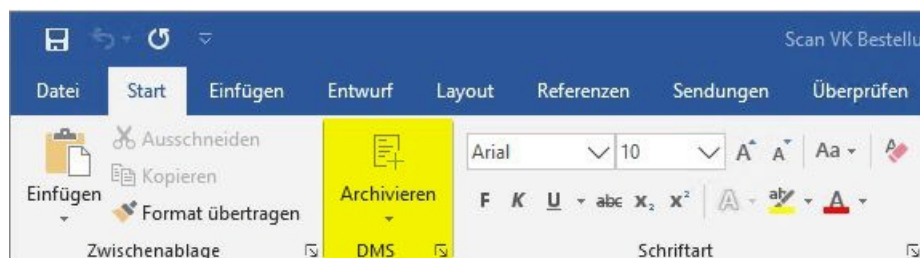 Scan VK Bestellu
Datei Start Einfügen Entwurf Layout Referenzen Sendungen Überprüfen
Ausschneiden
Kopieren
Format übertragen
Einfügen
Zwischenablage
Archivieren
DMS
Arial 10 A A Aa A
F K U abc X₂ X² A ab A
Schriftart